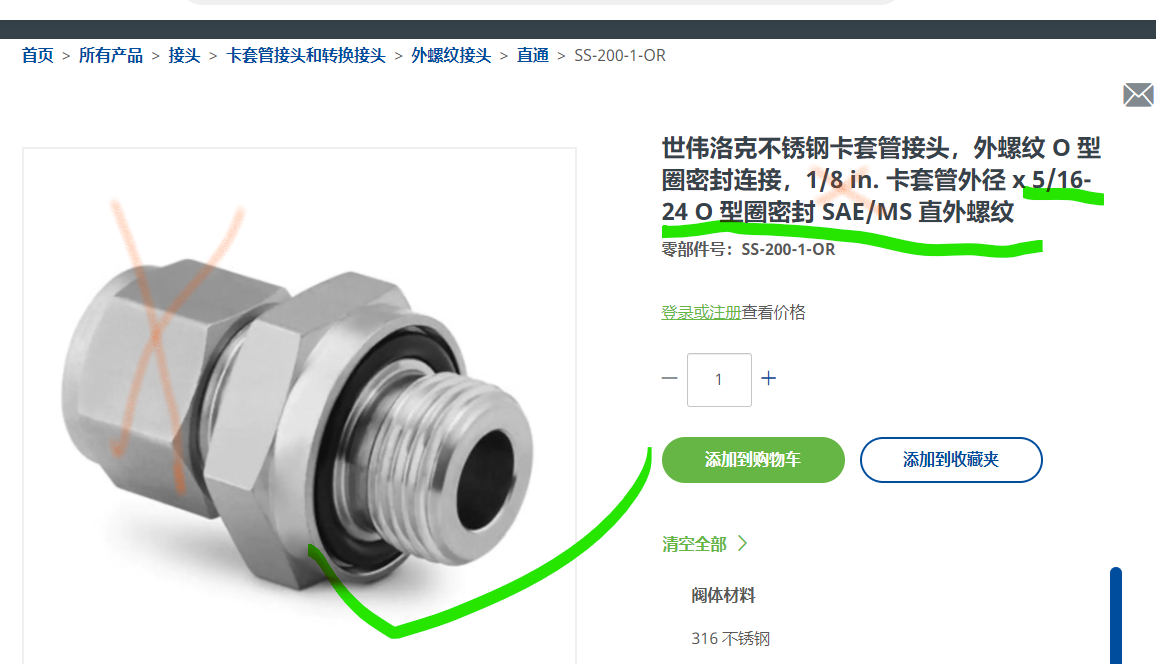 首页 > 所有产品 > 接头 > 卡套管接头和转换接头 > 外螺纹接头 > 直通 > SS-200-1-OR
世伟洛克不锈钢卡套管接头，外螺纹 O 型
圈密封连接，1/8 in. 卡套管外径 x 5/16-
24 O 型圈密封 SAE/MS 直外螺纹
零部件号：SS-200-1-OR
登录或注册查看价格
— 1 +
添加到购物车 添加到收藏夹
清空全部 >
阀体材料
316 不锈钢